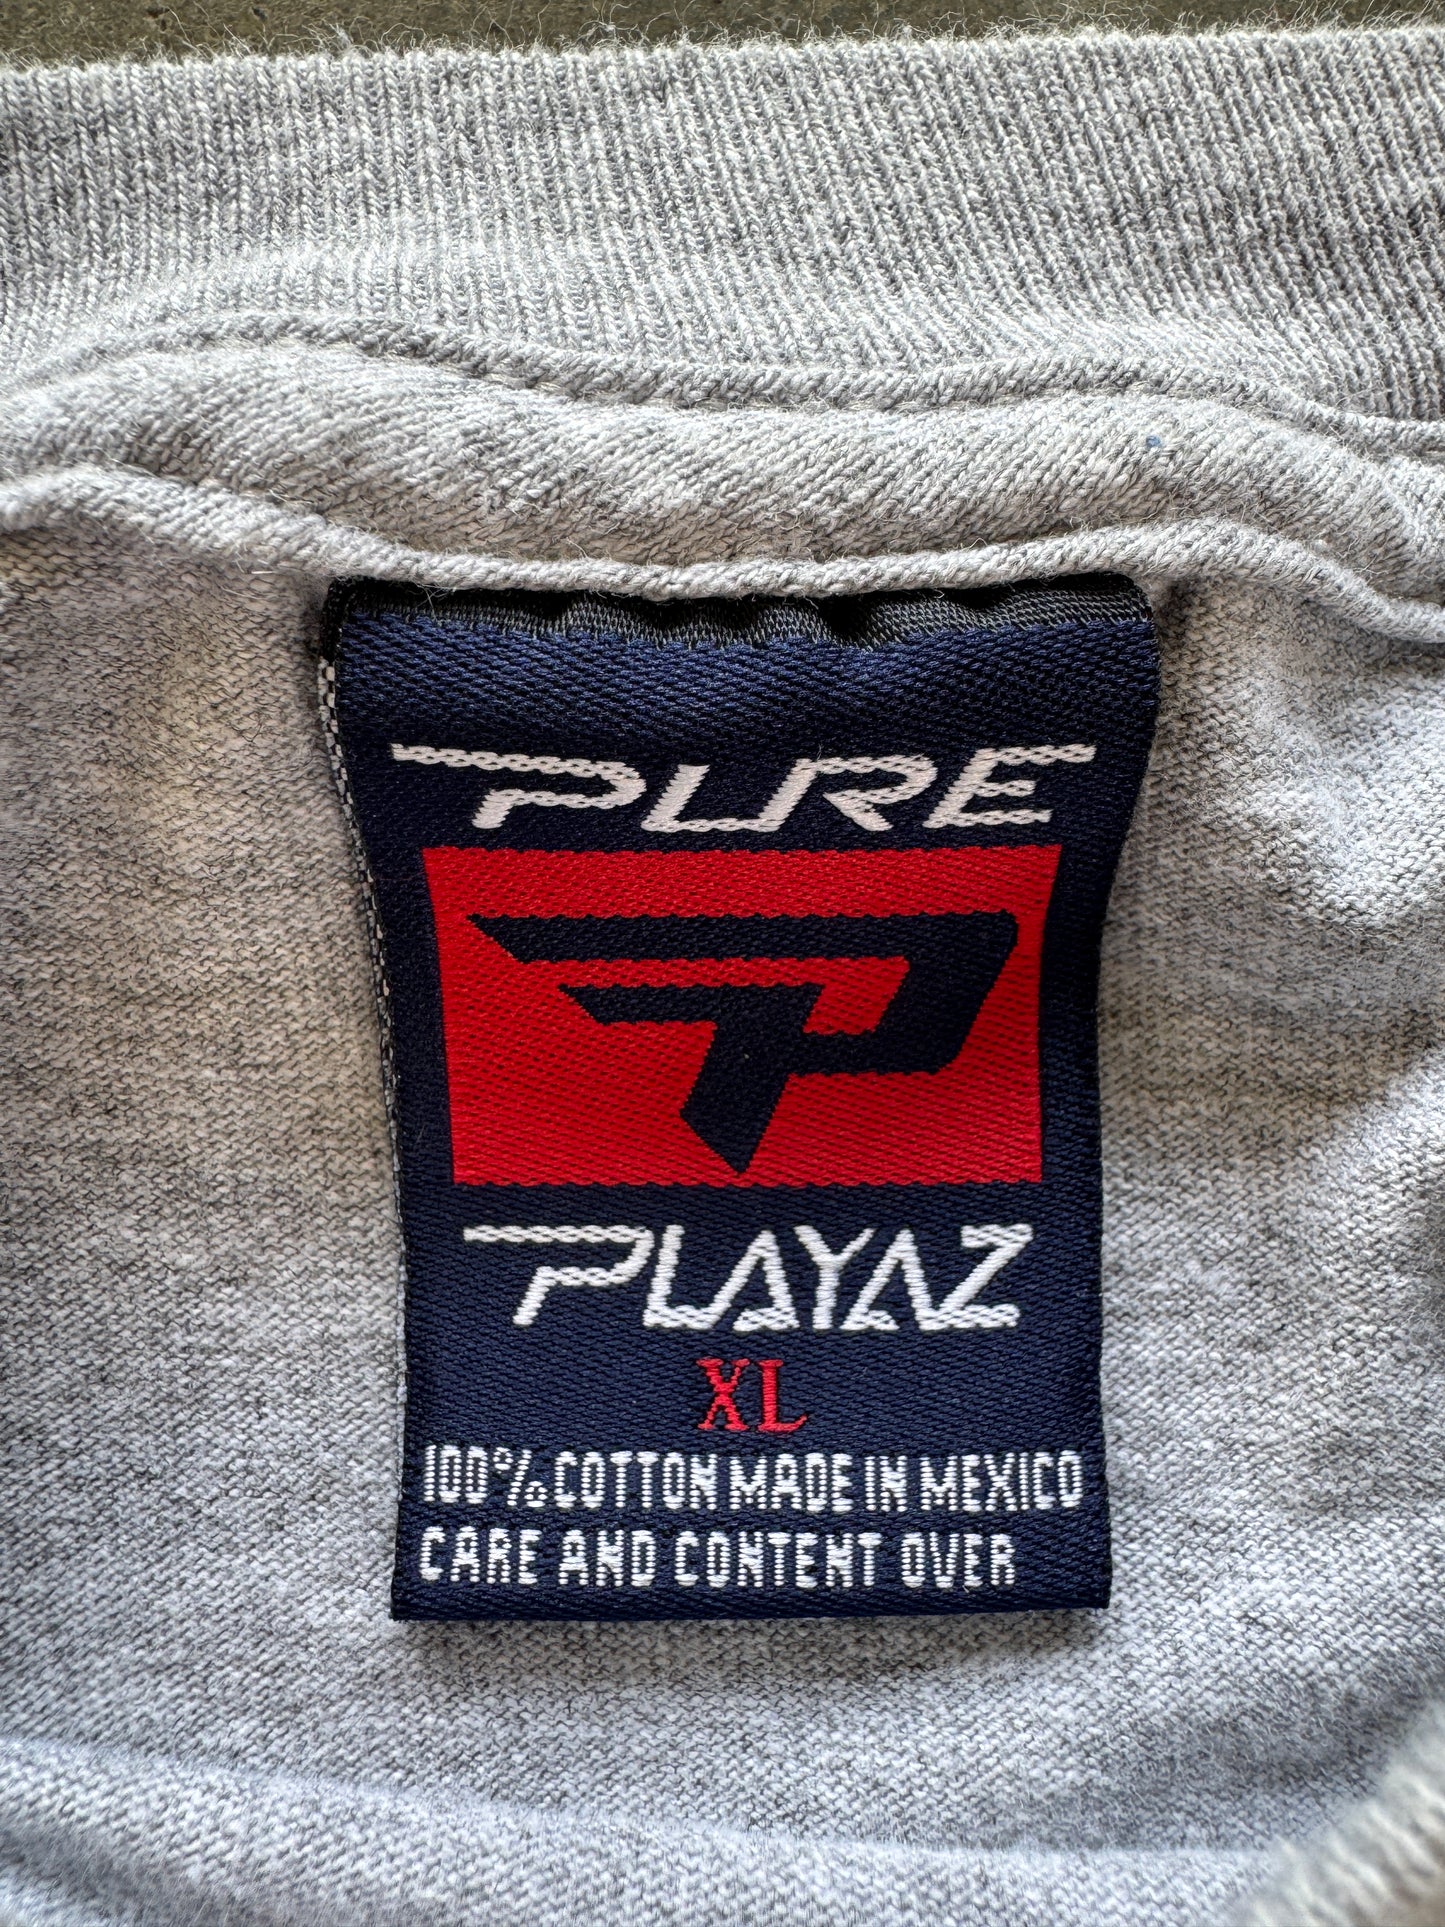 PURE
PLAYAZ
XL
100% COTTON MADE IN MEXICO
CARE AND CONTENT OVER